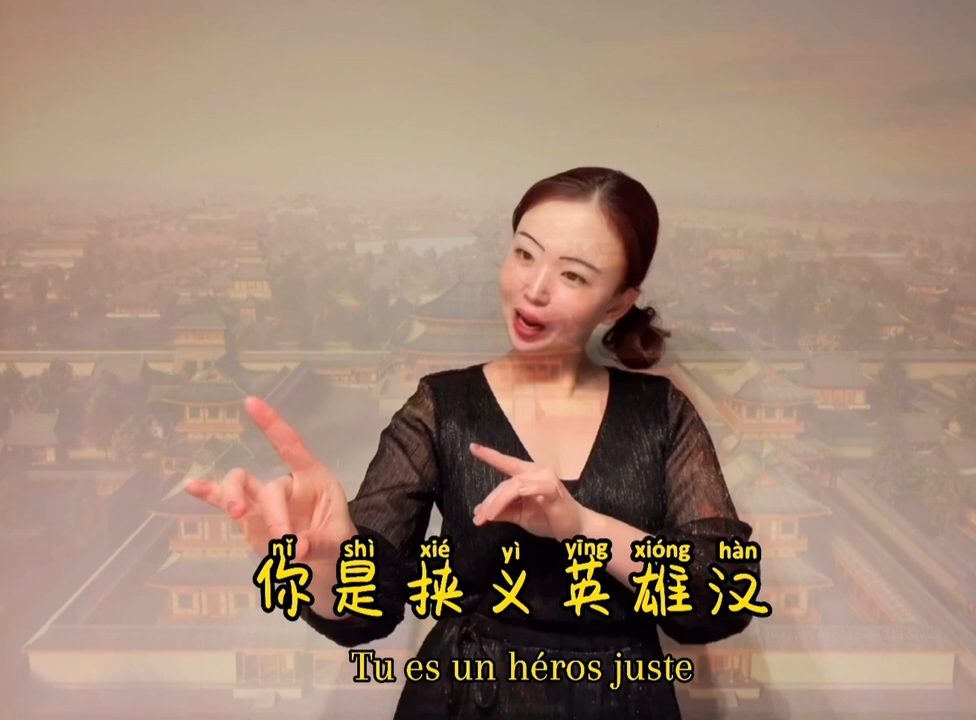 nǐ shì xié yì yīng xióng hàn
你是挟义英雄汉
Tu es un héros juste